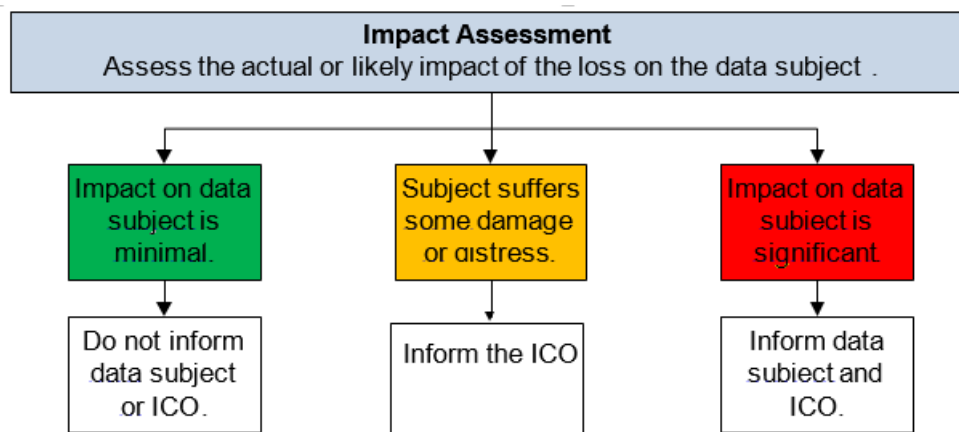 Impact Assessment
Assess the actual or likely impact of the loss on the data subject .
Impact on data
subject is
minimal.
Subject suffers
some damage
or distress.
Impact on data
subject is
significant.
Do not inform
data subject
or ICO.
Inform the ICO
Inform data
subject and
ICO.